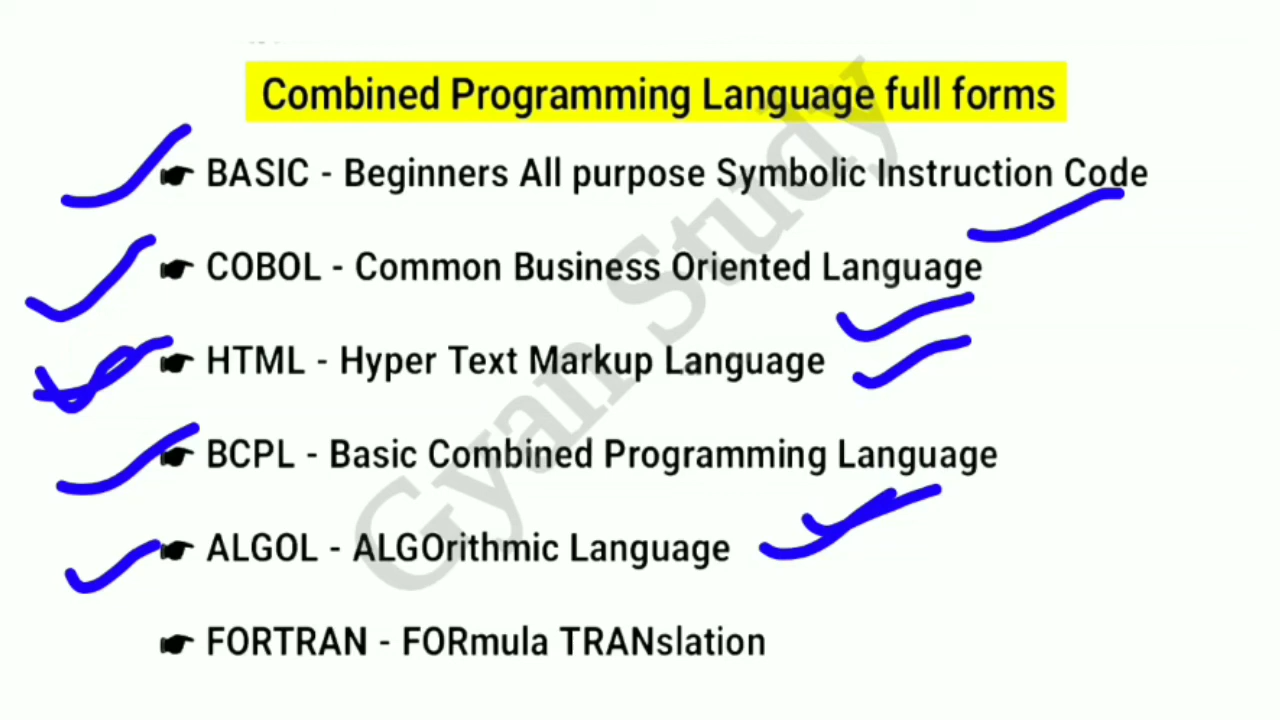 Combined Programming Language full forms
BASIC - Beginners All purpose Symbolic Instruction Code
COBOL - Common Business Oriented Language
HTML - Hyper Text Markup Language
BCPL - Basic Combined Programming Language
ALGOL - ALGOrithmic Language
FORTRAN - FORmula TRANslation
Gyan Study